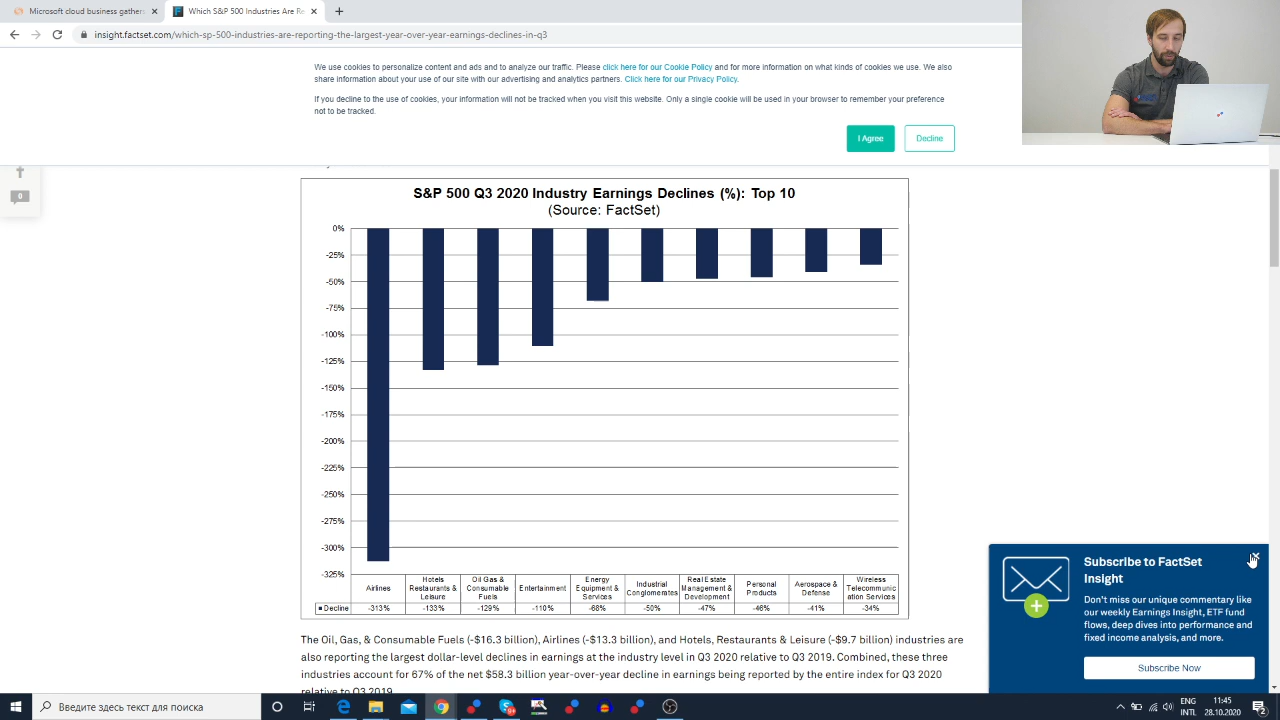 Microsoft cloud business gathers
Which S&P 500 Industries Are Re
insight.factset.com/which-sp-500-industries-are-reporting-the-largest-year-over-year-earnings-declines-in-q3
We use cookies to personalize content and ads and to analyze our traffic. Please click here for our Cookie Policy and for more information on what kinds of cookies we use. We also
share information about your use of our site with our advertising and analytics partners. Click here for our Privacy Policy.
If you decline to the use of cookies, your information will not be tracked when you visit this website. Only a single cookie will be used in your browser to remember your preference
not to be tracked.
I Agree
Decline
0
S&P 500 Q3 2020 Industry Earnings Declines (%): Top 10
(Source: FactSet)
0%
-25%
-50%
-75%
-100%
-125%
-150%
-175%
-200%
-225%
-250%
-275%
-300%
-325%
Airlines
Hotels
Restaurants &
Leisure
Oil Gas &
Consumable
Fuels
Entertainment
Energy
Equipment &
Services
Industrial
Conglomerates
Real Estate
Management &
Development
Personal
Products
Aerospace &
Defense
Wireless
Telecommunic
ation Services
Decline -313% -133% -129% -110% -68% -50% -47% -46% -41% -34%
The Oil, Gas, & Consumable Fuels (-$16.3 billion), Airlines (-$13.3 billion), and Hotels, Restaurants & Leisure (-$9.7 billion) industries are
also reporting the largest dollar-level declines in earnings at the industry level in Q3 2020 relative to Q3 2019. Combined, these three
industries account for 67% of the the $58.3 billion year-over-year decline in earnings being reported by the entire index for Q3 2020
relative to Q3 2019.
Subscribe to FactSet
Insight
Don't miss our unique commentary like
our weekly Earnings Insight, ETF fund
flows, deep dives into performance and
fixed income analysis, and more.
Subscribe Now
Введите здесь текст для поиска
ENG
INTL
11:45
28.10.2020
2